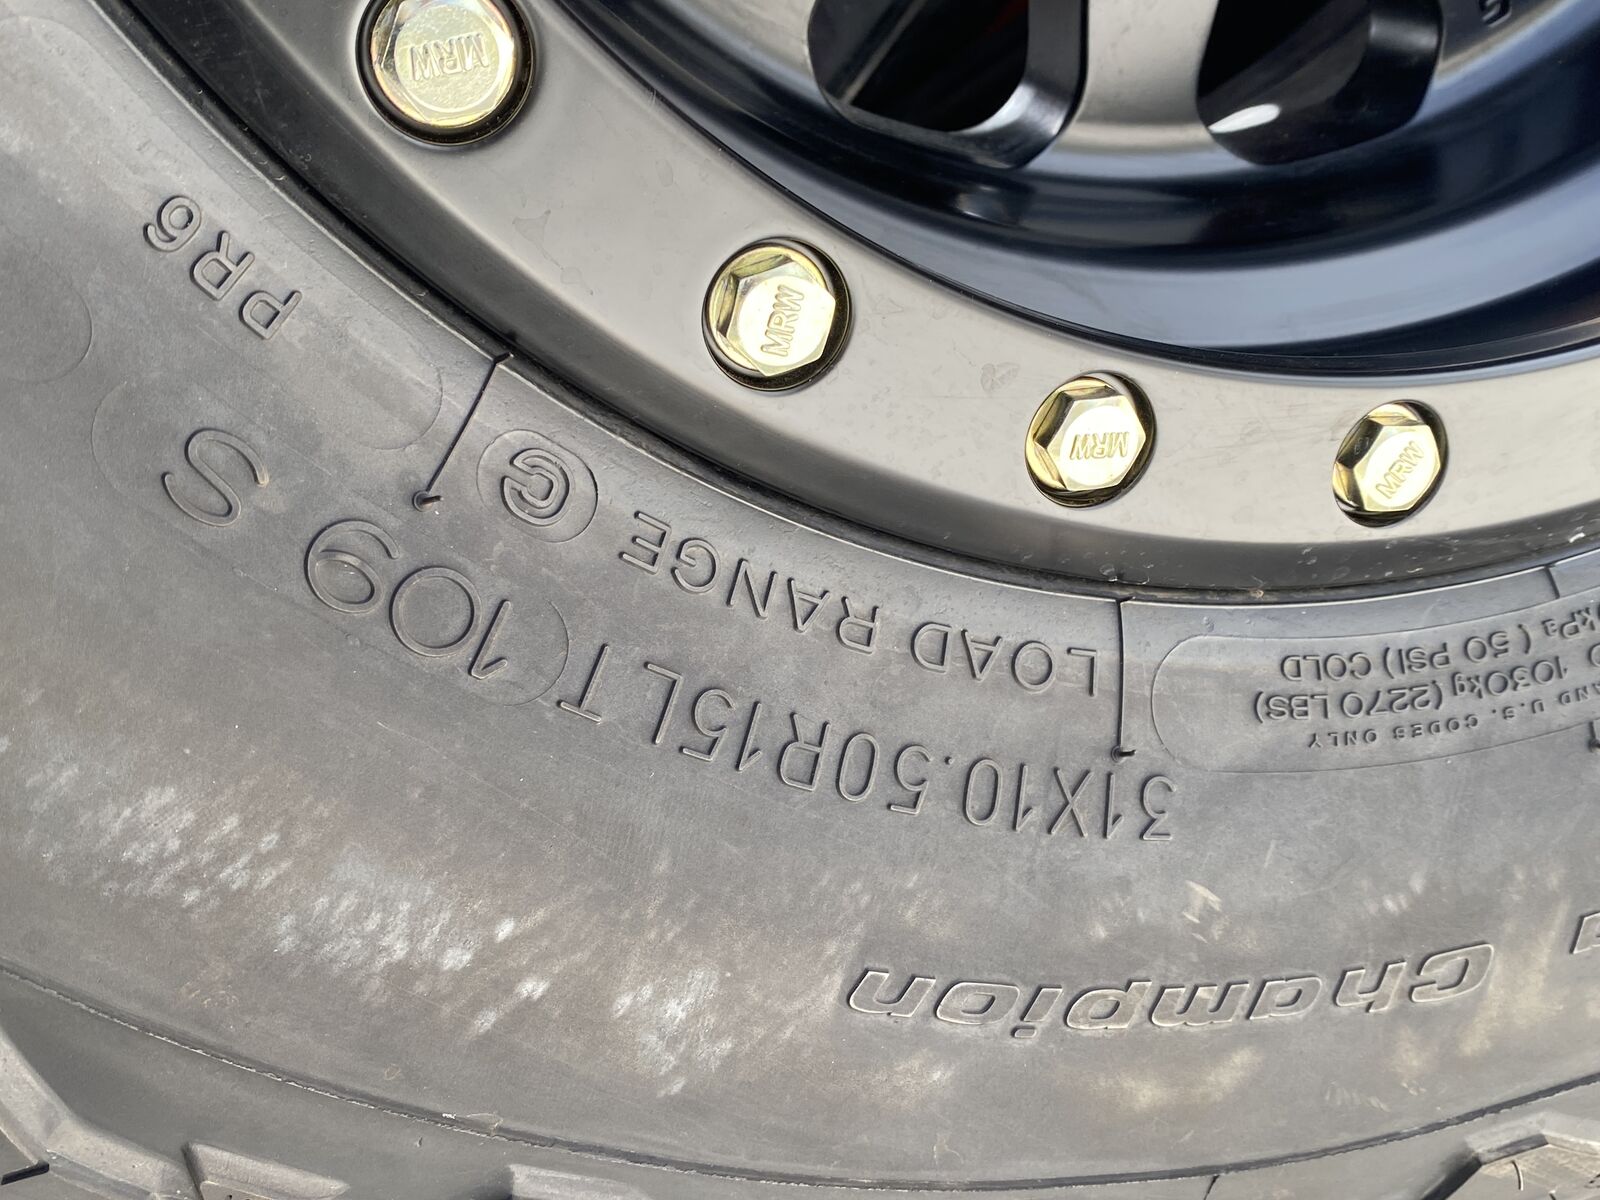 Champion
31X10.50R15LT 109 S
LOAD RANGE C PR6
U.S. CODES ONLY
1030kg (2270 LBS)
kPa (50 PSI) COLD
MRW
MRW
MRW
MRW